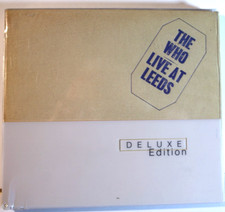 THE
WHO
LIVE AT
LEEDS
DELUXE
Edition